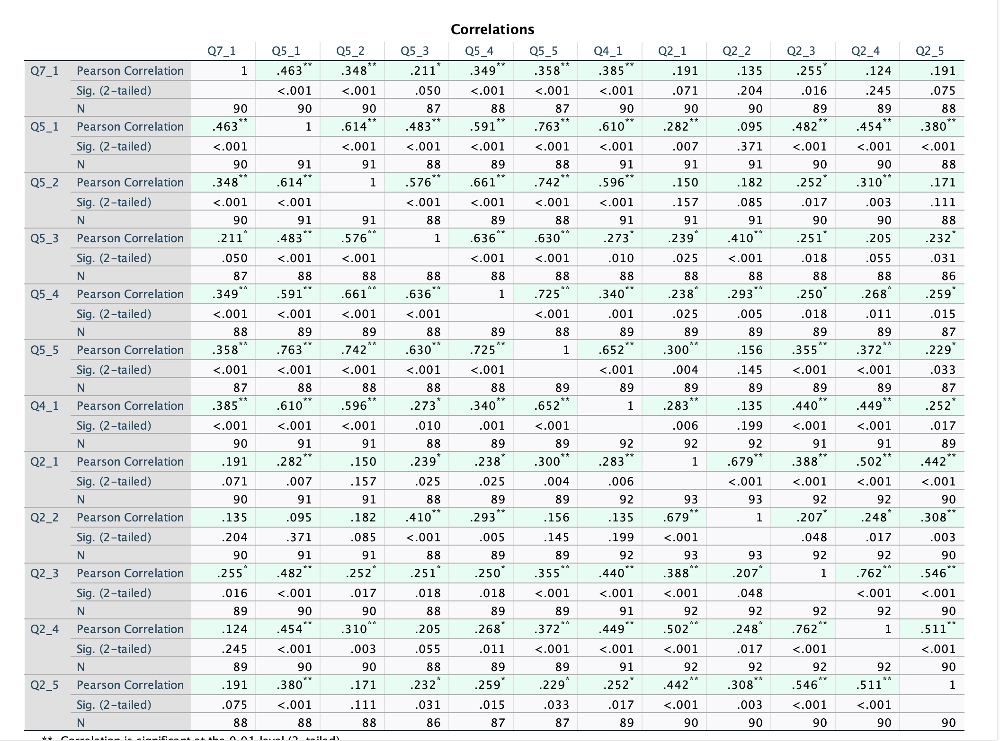 Correlations
Q7_1 Q5_1 Q5_2 Q5_3 Q5_4 Q5_5 Q4_1 Q2_1 Q2_2 Q2_3 Q2_4 Q2_5
Q7_1 Pearson Correlation 1 .463** .348** .211* .349** .358** .385** .191 .135 .255* .124 .191
Sig. (2-tailed) <.001 <.001 .050 <.001 <.001 <.001 .071 .204 .016 .245 .075
N 90 90 90 87 88 87 90 90 90 89 89 88
Q5_1 Pearson Correlation .463** 1 .614** .483** .591** .763** .610** .282** .095 .482** .454** .380**
Sig. (2-tailed) <.001 <.001 <.001 <.001 <.001 <.001 .007 .371 <.001 <.001 <.001
N 90 91 91 88 89 88 91 91 91 90 90 88
Q5_2 Pearson Correlation .348** .614** 1 .576** .661** .742** .596** .150 .182 .252* .310** .171
Sig. (2-tailed) <.001 <.001 <.001 <.001 <.001 <.001 .157 .085 .017 .003 .111
N 90 91 91 88 89 88 91 91 91 90 90 88
Q5_3 Pearson Correlation .211* .483** .576** 1 .636** .630** .273* .239* .410** .251* .205 .232*
Sig. (2-tailed) .050 <.001 <.001 <.001 <.001 .010 .025 <.001 .018 .055 .031
N 87 88 88 88 88 88 88 88 88 88 88 86
Q5_4 Pearson Correlation .349** .591** .661** .636** 1 .725** .340** .238* .293** .250* .268* .259*
Sig. (2-tailed) <.001 <.001 <.001 <.001 <.001 .001 .025 .005 .018 .011 .015
N 88 89 89 88 89 88 89 89 89 89 89 87
Q5_5 Pearson Correlation .358** .763** .742** .630** .725** 1 .652** .300** .156 .355** .372** .229*
Sig. (2-tailed) <.001 <.001 <.001 <.001 <.001 <.001 .004 .145 <.001 <.001 .033
N 87 88 88 88 88 89 89 89 89 89 89 87
Q4_1 Pearson Correlation .385** .610** .596** .273* .340** .652** 1 .283** .135 .440** .449** .252*
Sig. (2-tailed) <.001 <.001 <.001 .010 .001 <.001 .006 .199 <.001 <.001 .017
N 90 91 91 88 89 89 92 92 92 91 91 89
Q2_1 Pearson Correlation .191 .282** .150 .239* .238* .300** .283** 1 .679** .388** .502** .442**
Sig. (2-tailed) .071 .007 .157 .025 .025 .004 .006 <.001 <.001 <.001 <.001
N 90 91 91 88 89 89 92 93 93 92 92 90
Q2_2 Pearson Correlation .135 .095 .182 .410** .293** .156 .135 .679** 1 .207* .248* .308**
Sig. (2-tailed) .204 .371 .085 <.001 .005 .145 .199 <.001 .048 .017 .003
N 90 91 91 88 89 89 92 93 93 92 92 90
Q2_3 Pearson Correlation .255* .482** .252* .251* .250* .355** .440** .388** .207* 1 .762** .546**
Sig. (2-tailed) .016 <.001 .017 .018 .018 <.001 <.001 <.001 .048 <.001 <.001
N 89 90 90 88 89 89 91 92 92 92 92 90
Q2_4 Pearson Correlation .124 .454** .310** .205 .268* .372** .449** .502** .248* .762** 1 .511**
Sig. (2-tailed) .245 <.001 .003 .055 .011 <.001 <.001 <.001 .017 <.001 <.001
N 89 90 90 88 89 89 91 92 92 92 92 90
Q2_5 Pearson Correlation .191 .380** .171 .232* .259* .229* .252* .442** .308** .546** .511** 1
Sig. (2-tailed) .075 <.001 .111 .031 .015 .033 .017 <.001 .003 <.001 <.001
N 88 88 88 86 87 87 89 90 90 90 90 90
**. Correlation is significant at the 0.01 level (2-tailed).